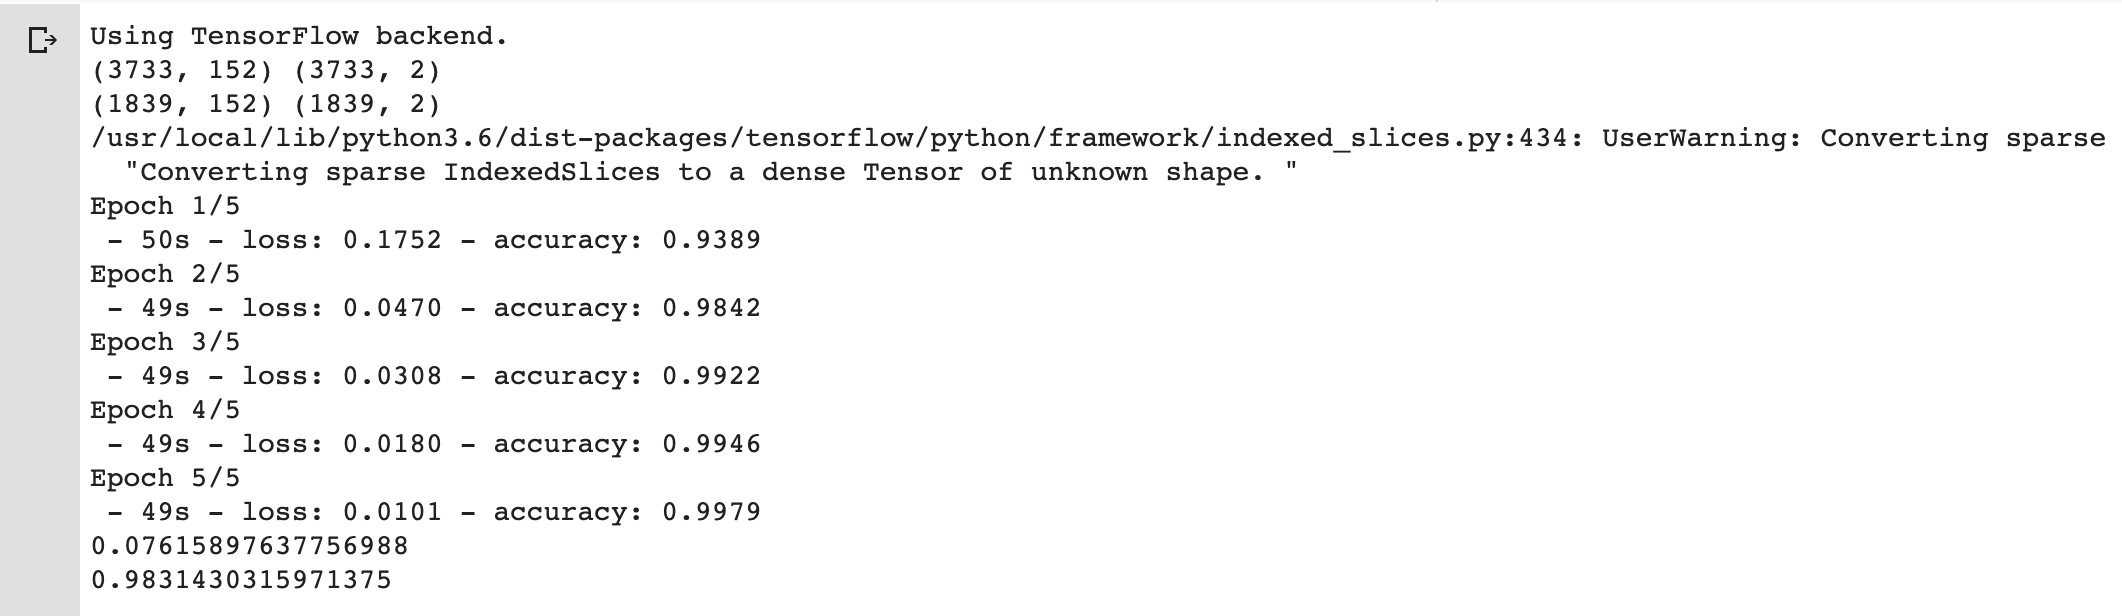 Using TensorFlow backend.
(3733, 152) (3733, 2)
(1839, 152) (1839, 2)
/usr/local/lib/python3.6/dist-packages/tensorflow/python/framework/indexed_slices.py:434: UserWarning: Converting sparse
"Converting sparse IndexedSlices to a dense Tensor of unknown shape. "
Epoch 1/5
- 50s - loss: 0.1752 - accuracy: 0.9389
Epoch 2/5
- 49s - loss: 0.0470 - accuracy: 0.9842
Epoch 3/5
- 49s - loss: 0.0308 - accuracy: 0.9922
Epoch 4/5
- 49s - loss: 0.0180 - accuracy: 0.9946
Epoch 5/5
- 49s - loss: 0.0101 - accuracy: 0.9979
0.07615897637756988
0.9831430315971375